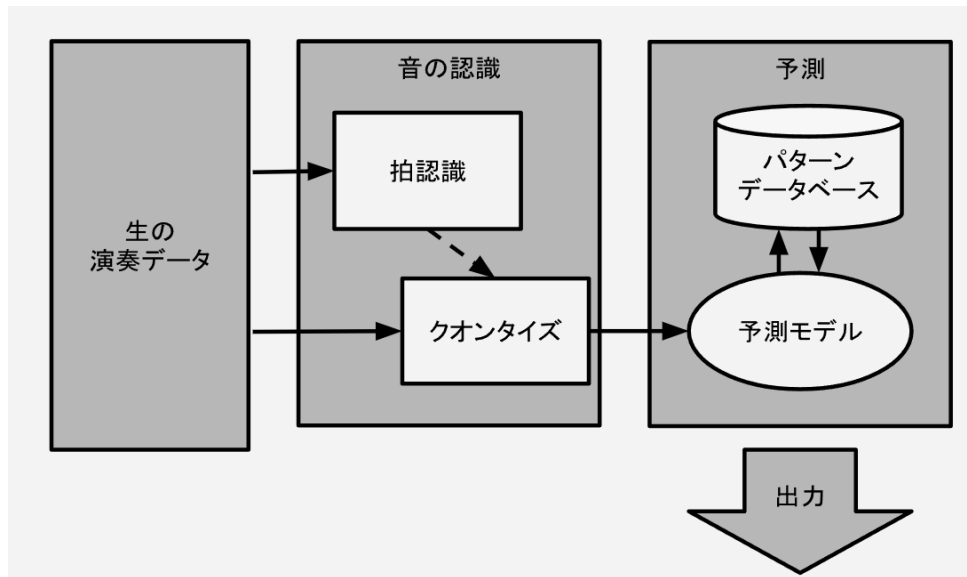 生の
演奏データ
音の認識
拍認識
クオンタイズ
予測
パターン
データベース
予測モデル
出力